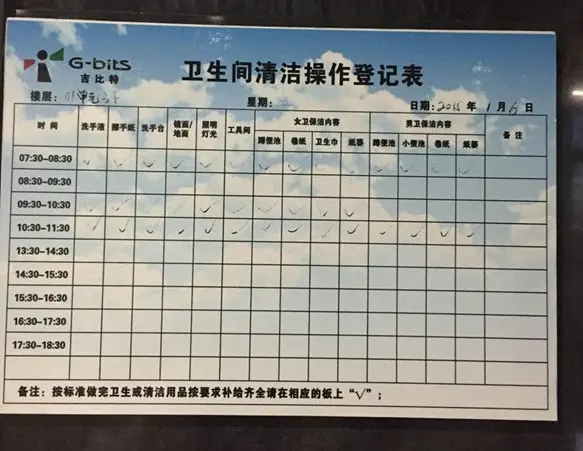 G-bits
吉比特
卫生间清洁操作登记表
楼层: 星期: 日期: 年 1月 6日
时间 洗手液 擦手纸 洗手台 镜面/地面 照明灯光 工具间 女卫保洁内容 男卫保洁内容 备注
蹲便池 卷纸 卫生巾 纸篓 蹲便池 小便池 卷纸 纸篓
07:30-08:30 ✓ ✓ ✓ ✓ ✓ ✓ ✓ ✓ ✓ ✓ ✓ ✓ ✓ ✓
08:30-09:30
09:30-10:30 ✓ ✓ ✓ ✓ ✓
10:30-11:30 ✓ ✓ ✓ ✓ ✓ ✓ ✓ ✓ ✓ ✓ ✓ ✓ ✓ ✓
13:30-14:30
14:30-15:30
15:30-16:30
16:30-17:30
17:30-18:30
备注：按标准做完卫生或清洁用品按要求补给齐全请在相应的板上“√”；